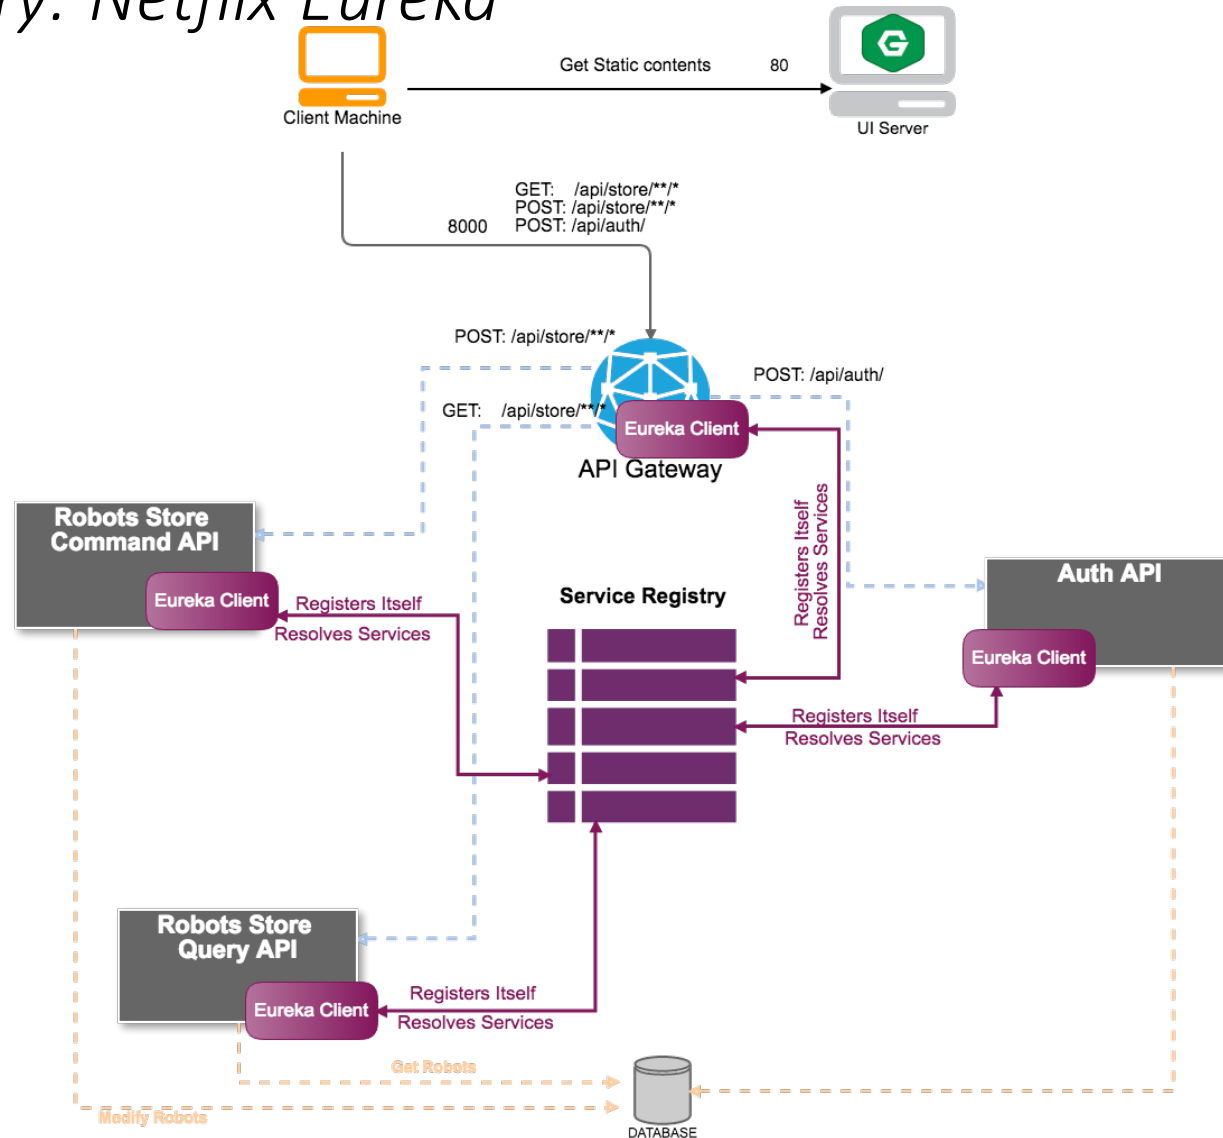 ry: Netflix Eureka
Get Static contents 80
Client Machine
UI Server
GET: /api/store/**/*
POST: /api/store/**/*
8000 POST: /api/auth/
POST: /api/store/**/*
POST: /api/auth/
GET: /api/store/**/*
Eureka Client
API Gateway
Registers Itself
Resolves Services
Robots Store
Command API
Eureka Client
Registers Itself
Resolves Services
Service Registry
Auth API
Eureka Client
Registers Itself
Resolves Services
Robots Store
Query API
Eureka Client
Registers Itself
Resolves Services
Get Robots
Modify Robots
DATABASE